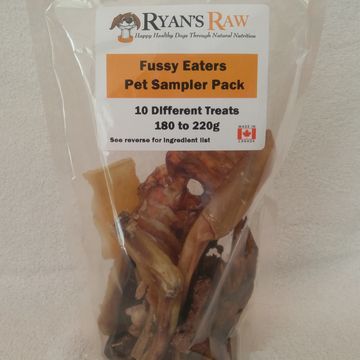 RYAN'S RAW
Happy Healthy Dogs Through Natural Nutrition
Fussy Eaters
Pet Sampler Pack
10 Different Treats
180 to 220g
See reverse for ingredient list
MADE IN
CANADA